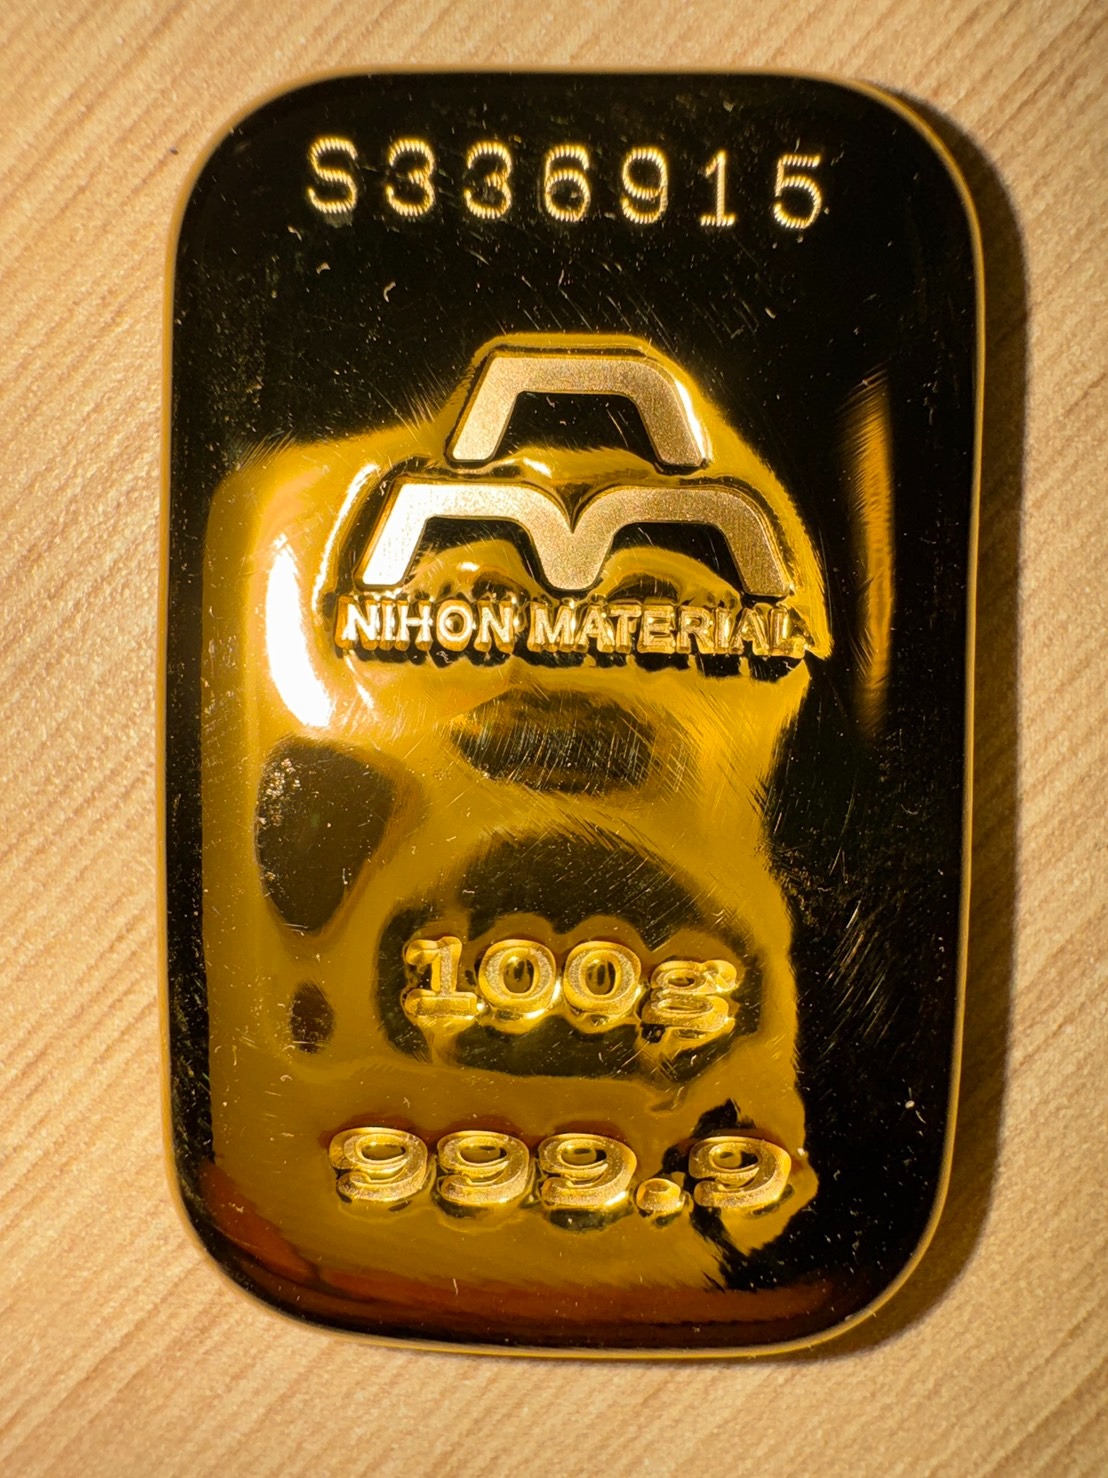 S336915
NIHON MATERIAL
100g
999.9